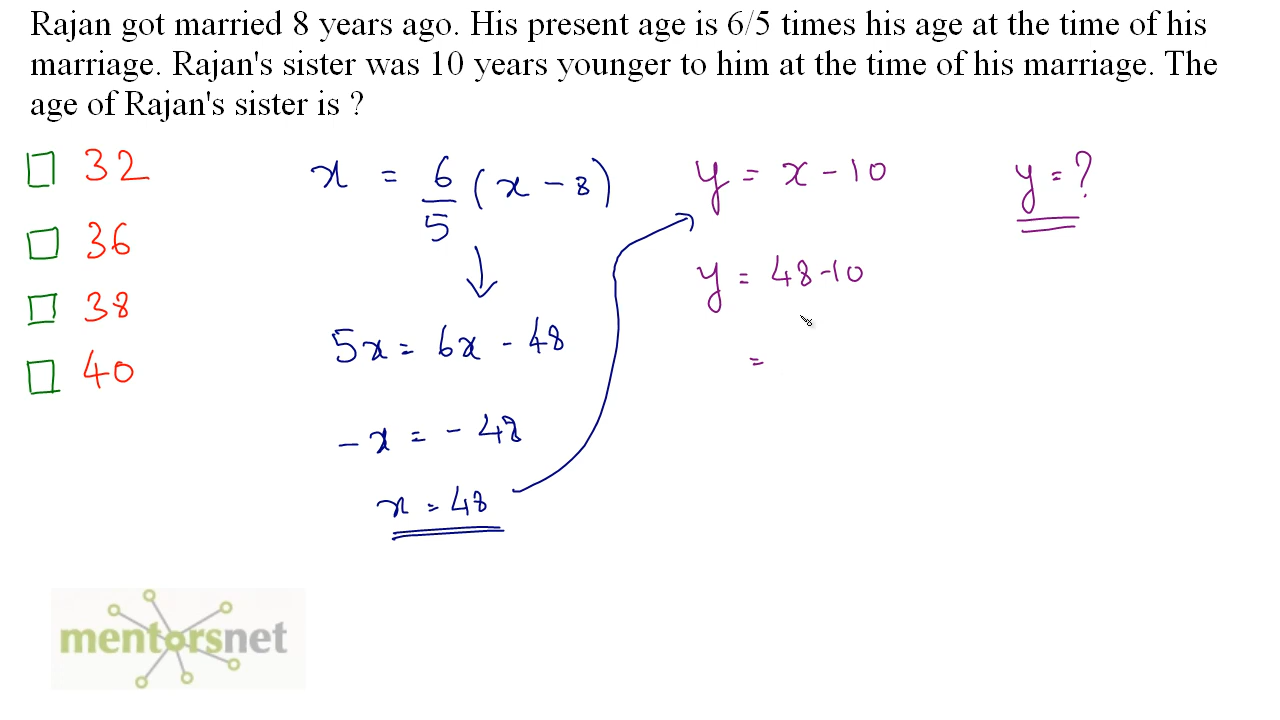 Rajan got married 8 years ago. His present age is 6/5 times his age at the time of his
marriage. Rajan's sister was 10 years younger to him at the time of his marriage. The
age of Rajan's sister is ?
32
36
38
40
x = 6/5 (x - 8)
5x = 6x - 48
-x = - 48
x = 48
y = x - 10
y = 48-10
=
y = ?
mentorsnet